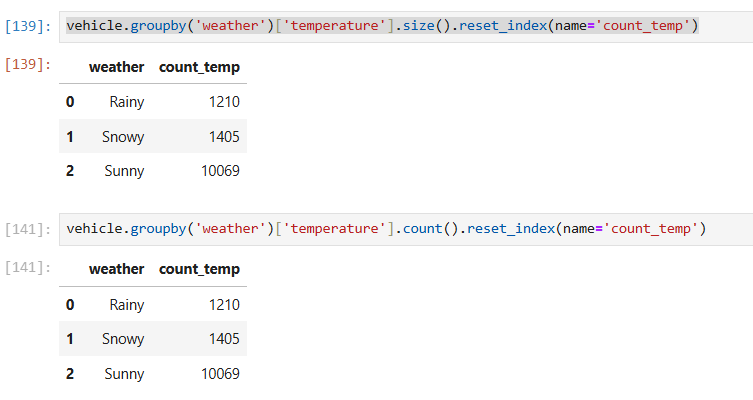 [139]: vehicle.groupby('weather')['temperature'].size().reset_index(name='count_temp')
[139]:
weather count_temp
0 Rainy 1210
1 Snowy 1405
2 Sunny 10069
[141]: vehicle.groupby('weather')['temperature'].count().reset_index(name='count_temp')
[141]:
weather count_temp
0 Rainy 1210
1 Snowy 1405
2 Sunny 10069